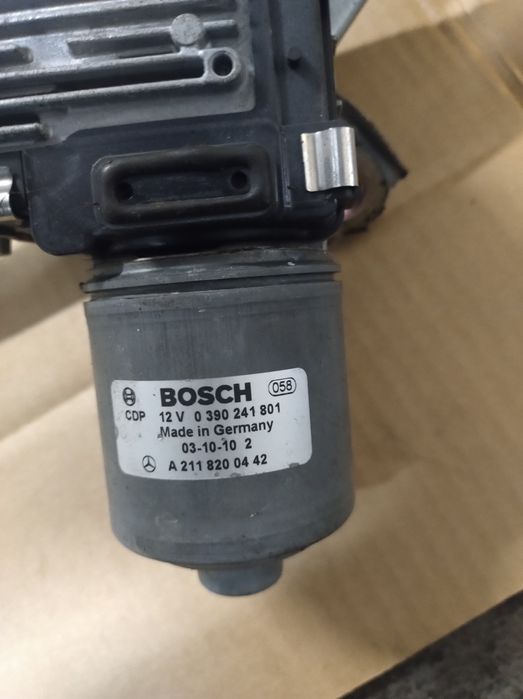 BOSCH 058
CDP 12 V 0 390 241 801
Made in Germany
03-10-10 2
A 211 820 04 42